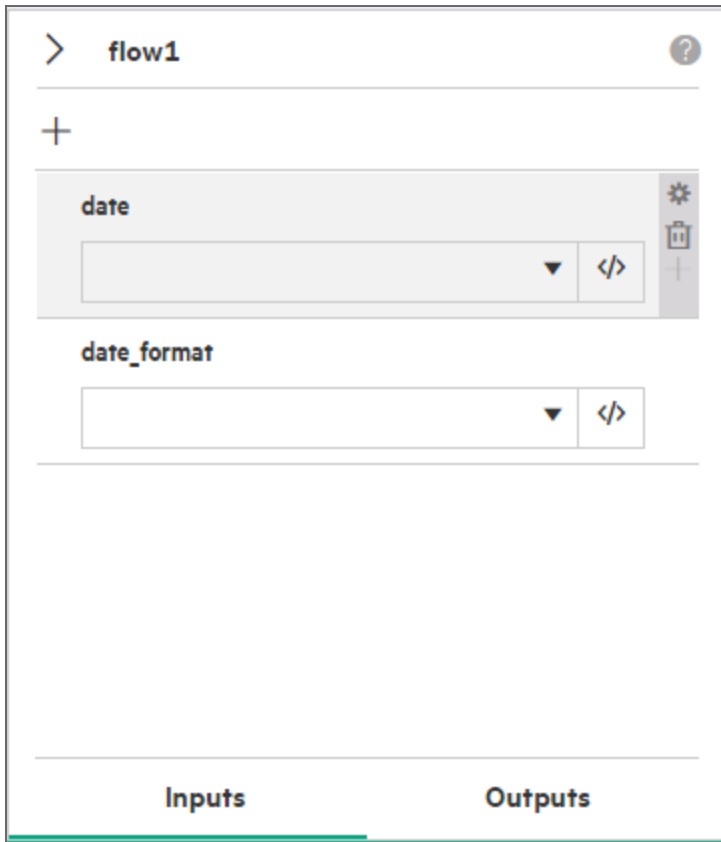 flow1
?
date
</>
date_format
</>
Inputs Outputs